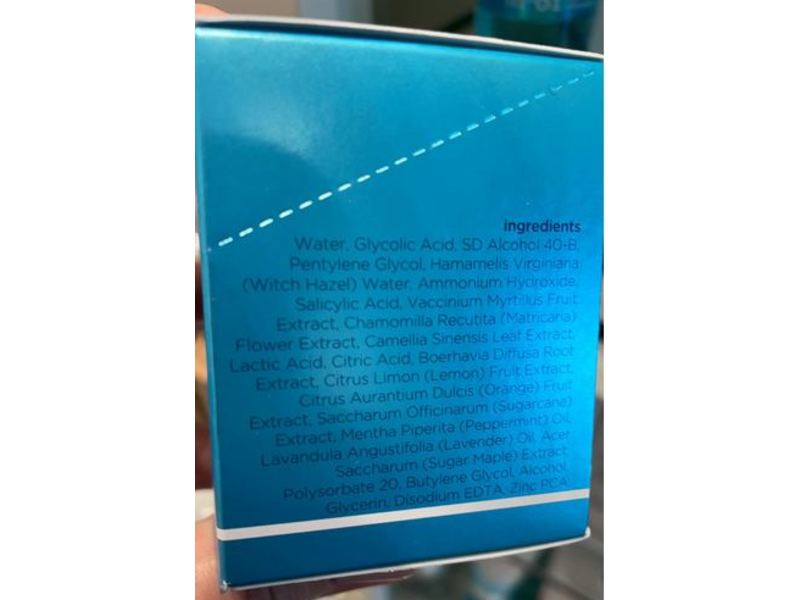 ingredients
Water, Glycolic Acid, SD Alcohol 40-B,
Pentylene Glycol, Hamamelis Virginiana
(Witch Hazel) Water, Ammonium Hydroxide,
Salicylic Acid, Vaccinium Myrtillus Fruit
Extract, Chamomilla Recutita (Matricaria)
Flower Extract, Camellia Sinensis Leaf Extract,
Lactic Acid, Citric Acid, Boerhavia Diffusa Root
Extract, Citrus Limon (Lemon) Fruit Extract,
Citrus Aurantium Dulcis (Orange) Fruit
Extract, Saccharum Officinarum (Sugarcane)
Extract, Mentha Piperita (Peppermint) Oil,
Lavandula Angustifolia (Lavender) Oil, Acer
Saccharum (Sugar Maple) Extract,
Polysorbate 20, Butylene Glycol, Alcohol,
Glycerin, Disodium EDTA, Zinc PCA